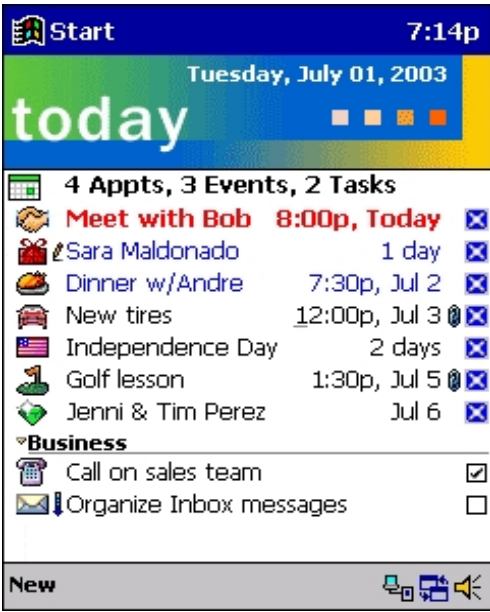 Start 7:14p
Tuesday, July 01, 2003
today
4 Appts, 3 Events, 2 Tasks
Meet with Bob 8:00p, Today
Sara Maldonado 1 day
Dinner w/Andre 7:30p, Jul 2
New tires 12:00p, Jul 3
Independence Day 2 days
Golf lesson 1:30p, Jul 5
Jenni & Tim Perez Jul 6
Business
Call on sales team
Organize Inbox messages
New